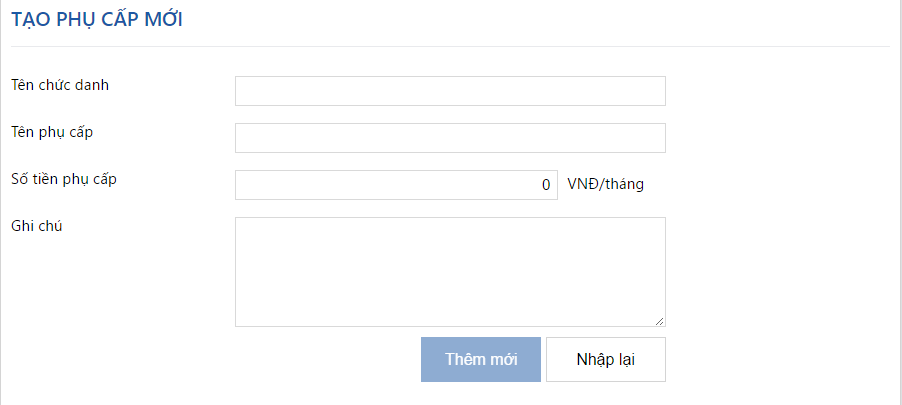 TẠO PHỤ CẤP MỚI
Tên chức danh
Tên phụ cấp
Số tiền phụ cấp 0 VNĐ/tháng
Ghi chú
Thêm mới Nhập lại